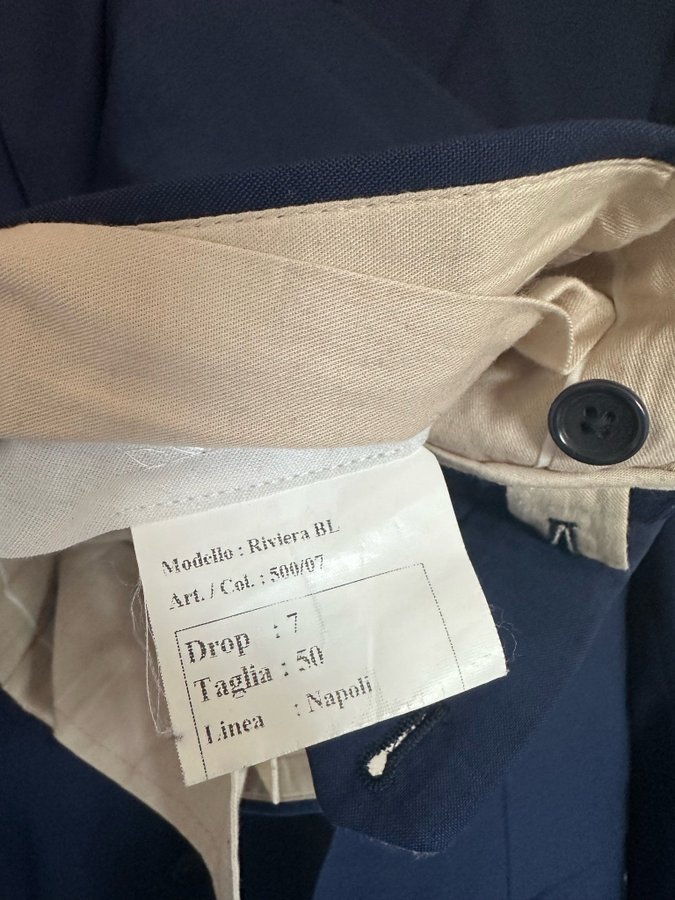 Modello : Riviera BL
Art. / Col. : 500/07
Drop : 7
Taglia : 50
Linea : Napoli